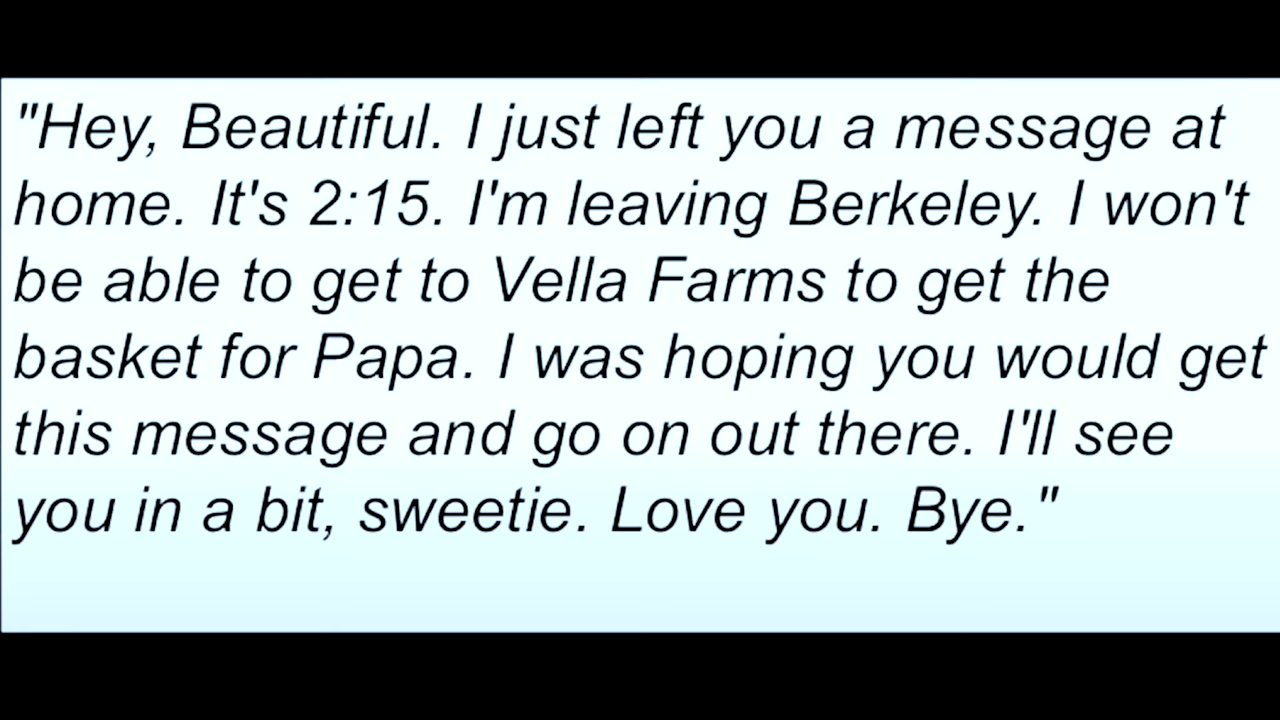 "Hey, Beautiful. I just left you a message at
home. It's 2:15. I'm leaving Berkeley. I won't
be able to get to Vella Farms to get the
basket for Papa. I was hoping you would get
this message and go on out there. I'll see
you in a bit, sweetie. Love you. Bye."